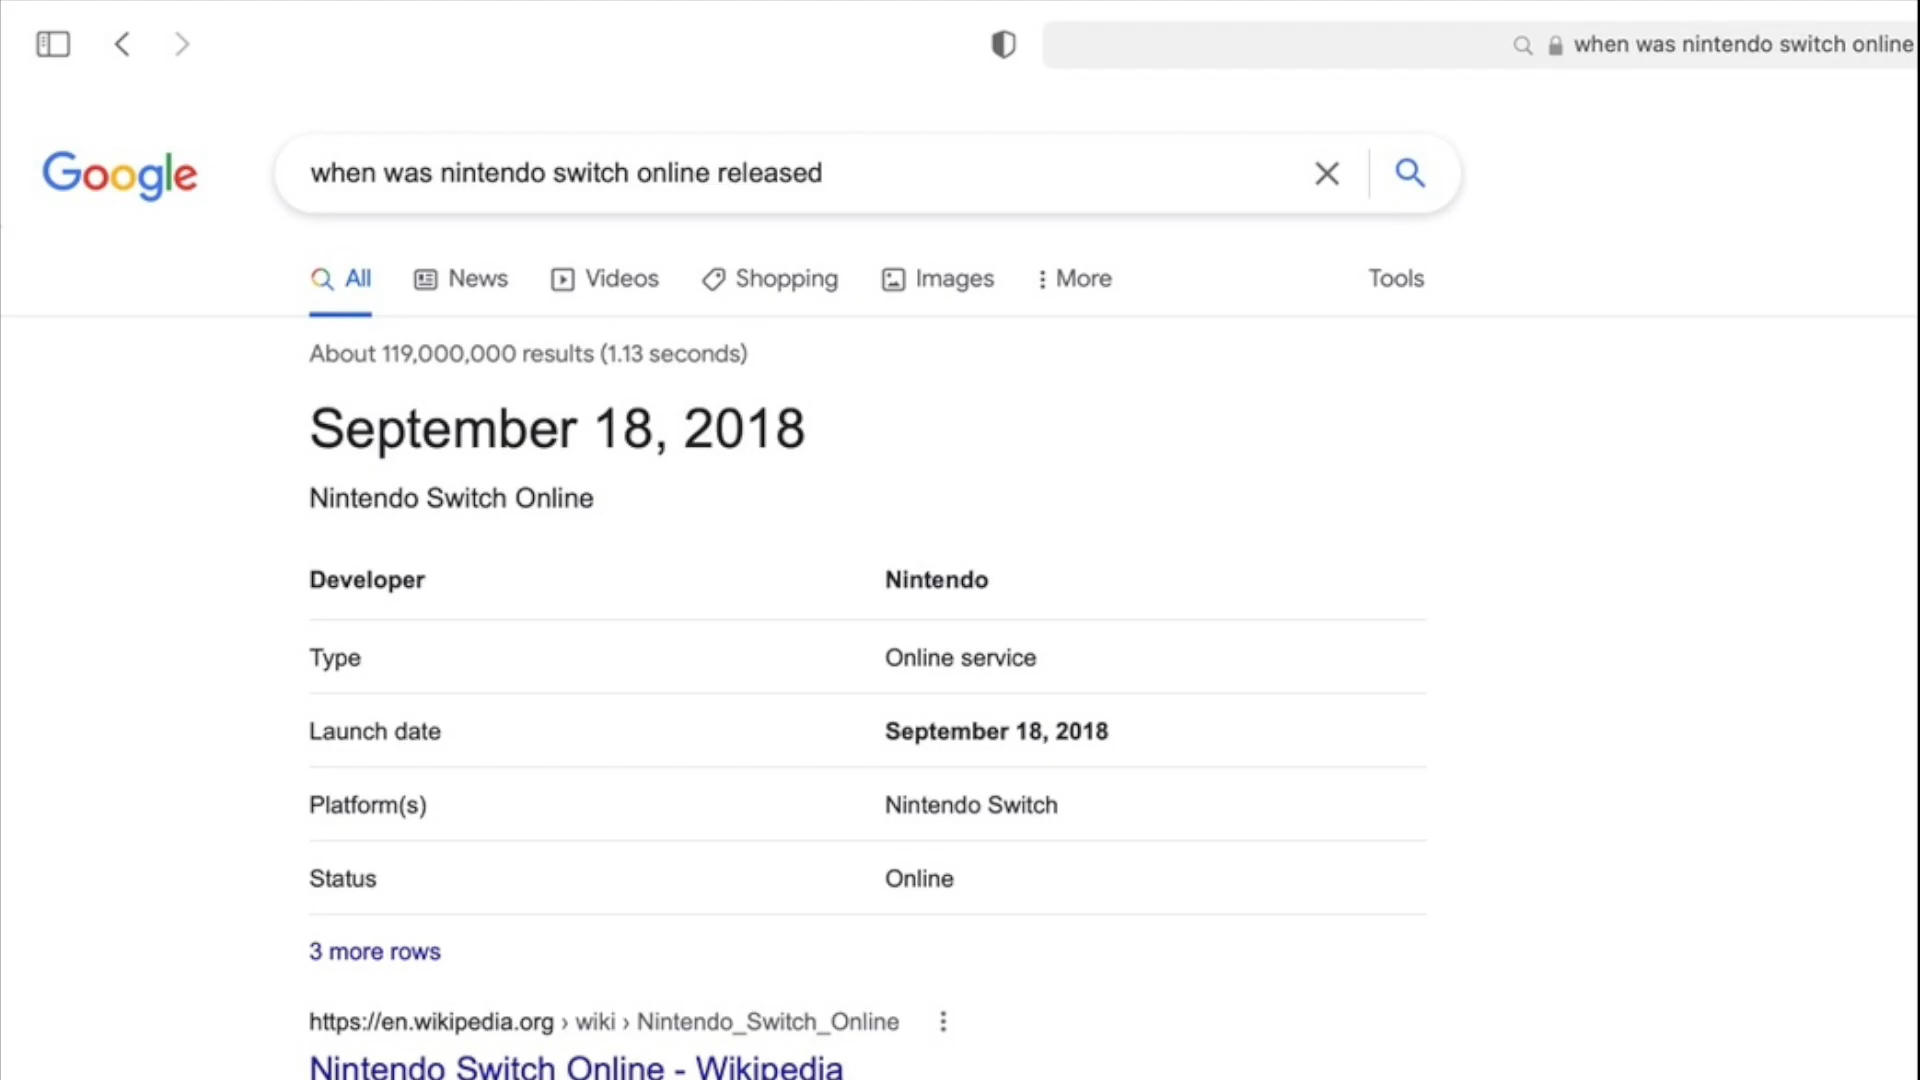 when was nintendo switch online
Google
when was nintendo switch online released
All News Videos Shopping Images More Tools
About 119,000,000 results (1.13 seconds)
September 18, 2018
Nintendo Switch Online
Developer Nintendo
Type Online service
Launch date September 18, 2018
Platform(s) Nintendo Switch
Status Online
3 more rows
https://en.wikipedia.org › wiki › Nintendo_Switch_Online
Nintendo Switch Online - Wikipedia